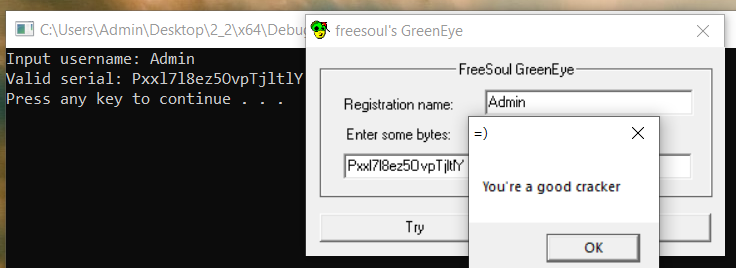 C:\Users\Admin\Desktop\2_2\x64\Debug
Input username: Admin
Valid serial: Pxxl7l8ez5OvpTjltlY
Press any key to continue . . .
freesoul's GreenEye
FreeSoul GreenEye
Registration name: Admin
Enter some bytes:
Pxxl7l8ez5OvpTjltlY
Try
=)
You're a good cracker
OK